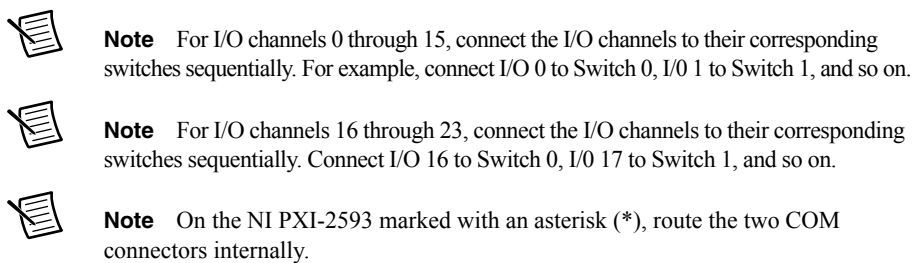 Note For I/O channels 0 through 15, connect the I/O channels to their corresponding
switches sequentially. For example, connect I/O 0 to Switch 0, I/0 1 to Switch 1, and so on.
Note For I/O channels 16 through 23, connect the I/O channels to their corresponding
switches sequentially. Connect I/O 16 to Switch 0, I/0 17 to Switch 1, and so on.
Note On the NI PXI-2593 marked with an asterisk (*), route the two COM
connectors internally.